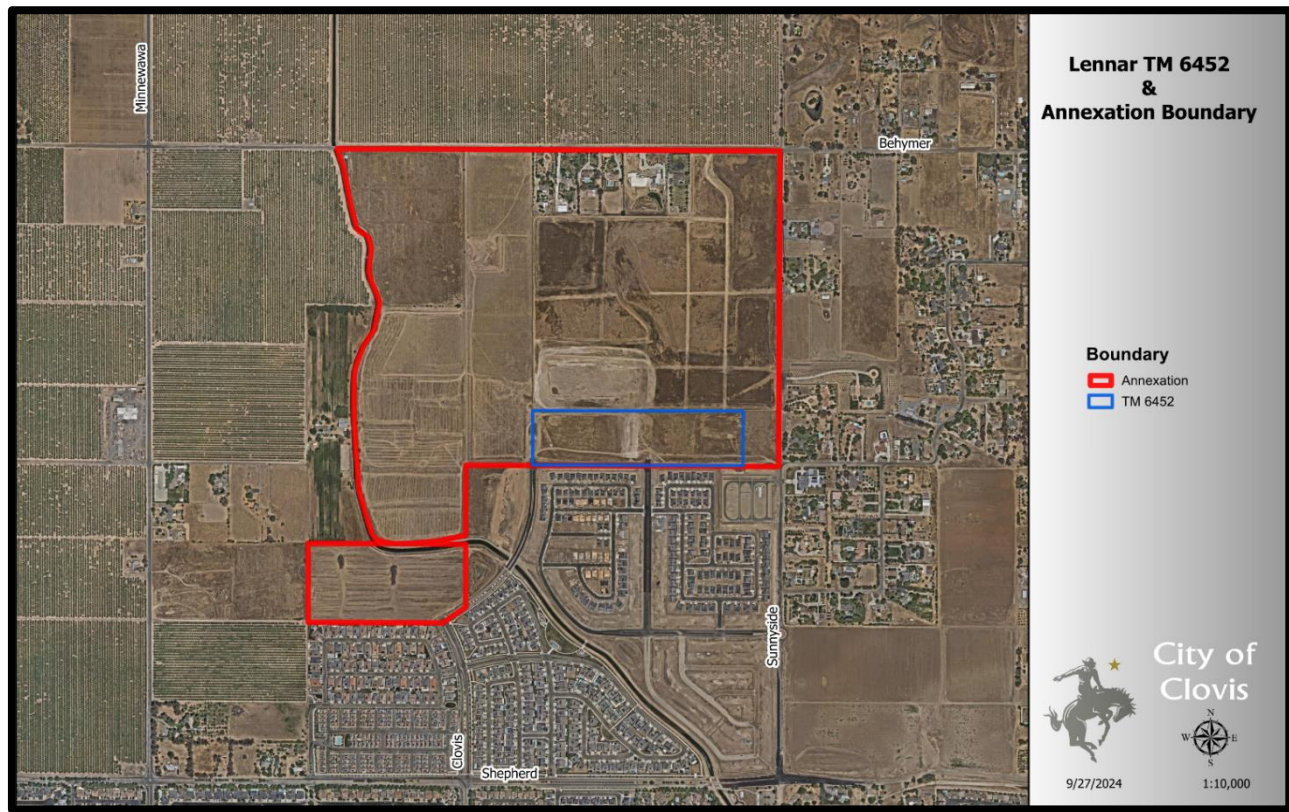 Minnewawa
Behymer
Sunnyside
Clovis
Shepherd
Lennar TM 6452
&
Annexation Boundary
Boundary
Annexation
TM 6452
City of
Clovis
N
W E
S
9/27/2024 1:10,000